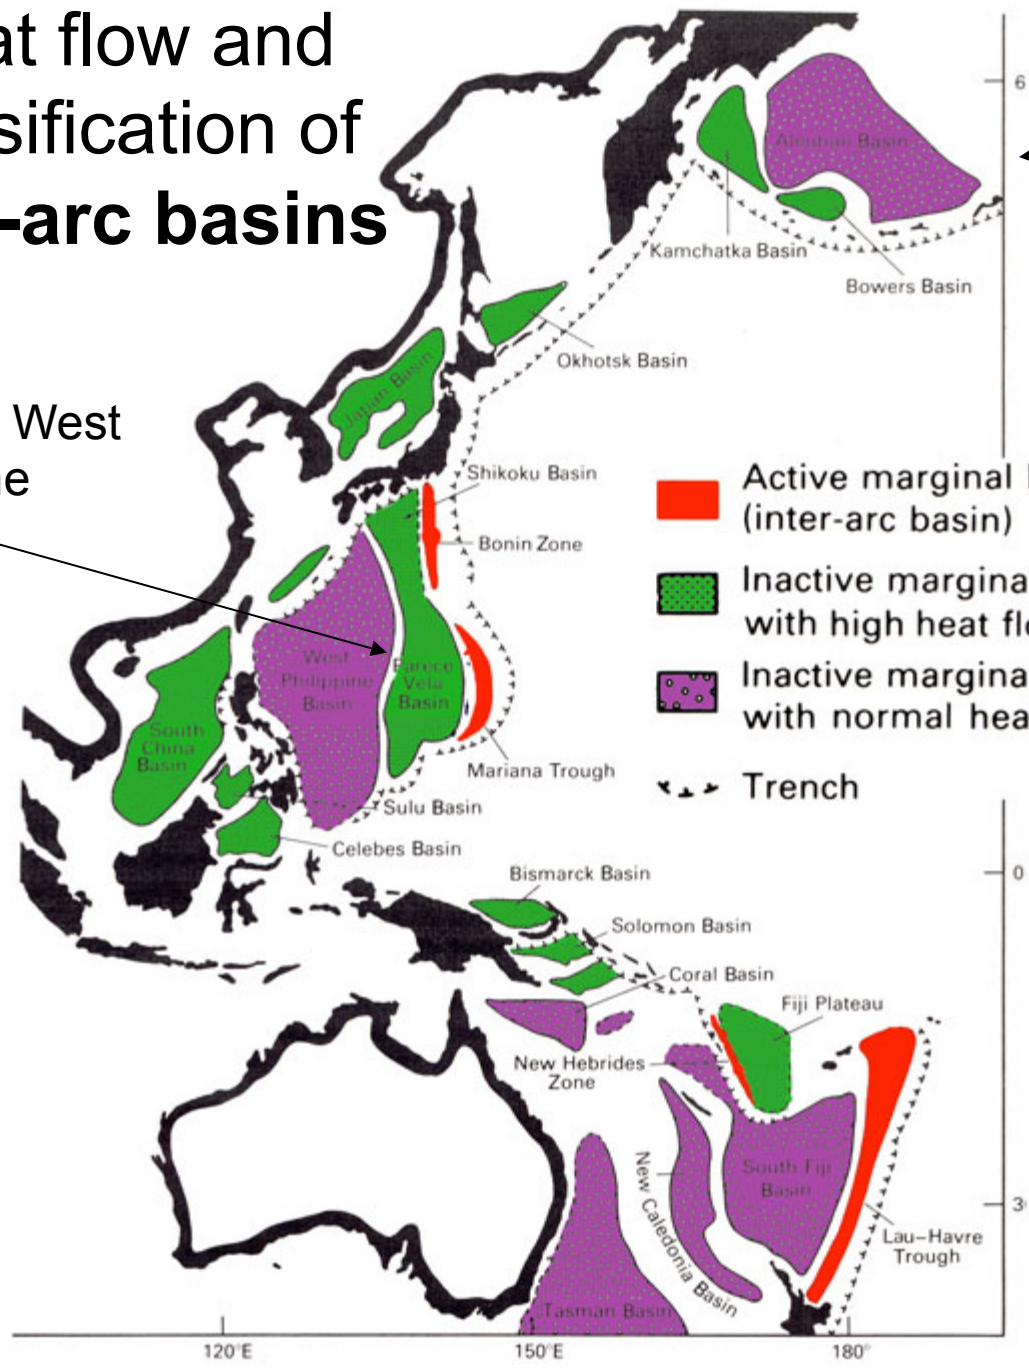 at flow and
sification of
-arc basins
6
Aleutian Basin
Kamchatka Basin
Bowers Basin
Okhotsk Basin
Japan Basin
West
ne
Shikoku Basin
Bonin Zone
Active marginal
(inter-arc basin)
Inactive margina
with high heat flo
Inactive margina
with normal hea
Trench
West
Philippine
Basin
Parece
Vela
Basin
South
China
Basin
Mariana Trough
Sulu Basin
Celebes Basin
0
Bismarck Basin
Solomon Basin
Coral Basin
Fiji Plateau
New Hebrides
Zone
South Fiji
Basin
New Caledonia Basin
3
Lau-Havre
Trough
Tasman Basin
120°E
150°E
180°